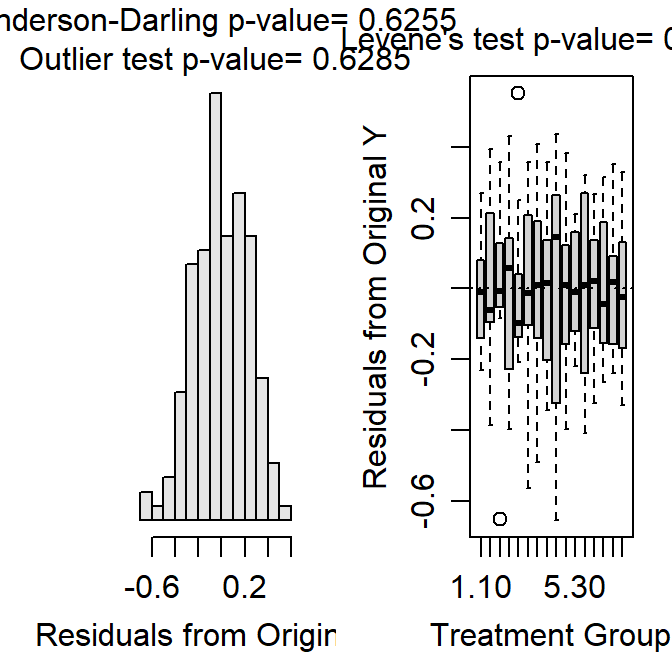 nderson-Darling p-value= 0.6255
Outlier test p-value= 0.6285
-0.6 0.2
Residuals from Origin
Levene's test p-value= 0
Residuals from Original Y
0.2
-0.2
-0.6
1.10 5.30
Treatment Group